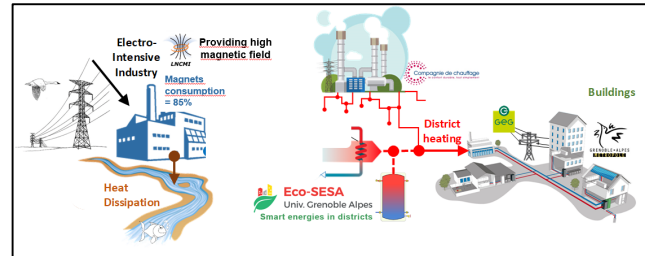 Electro-
Intensive
Industry
LNCMI
Providing high
magnetic field
Magnets
consumption
= 85%
Heat
Dissipation
Compagnie de chauffage
District
heating
Eco-SESA
Univ. Grenoble Alpes
Smart energies in districts
GEG
Buildings
GRENOBLE-ALPES
METROPOLE